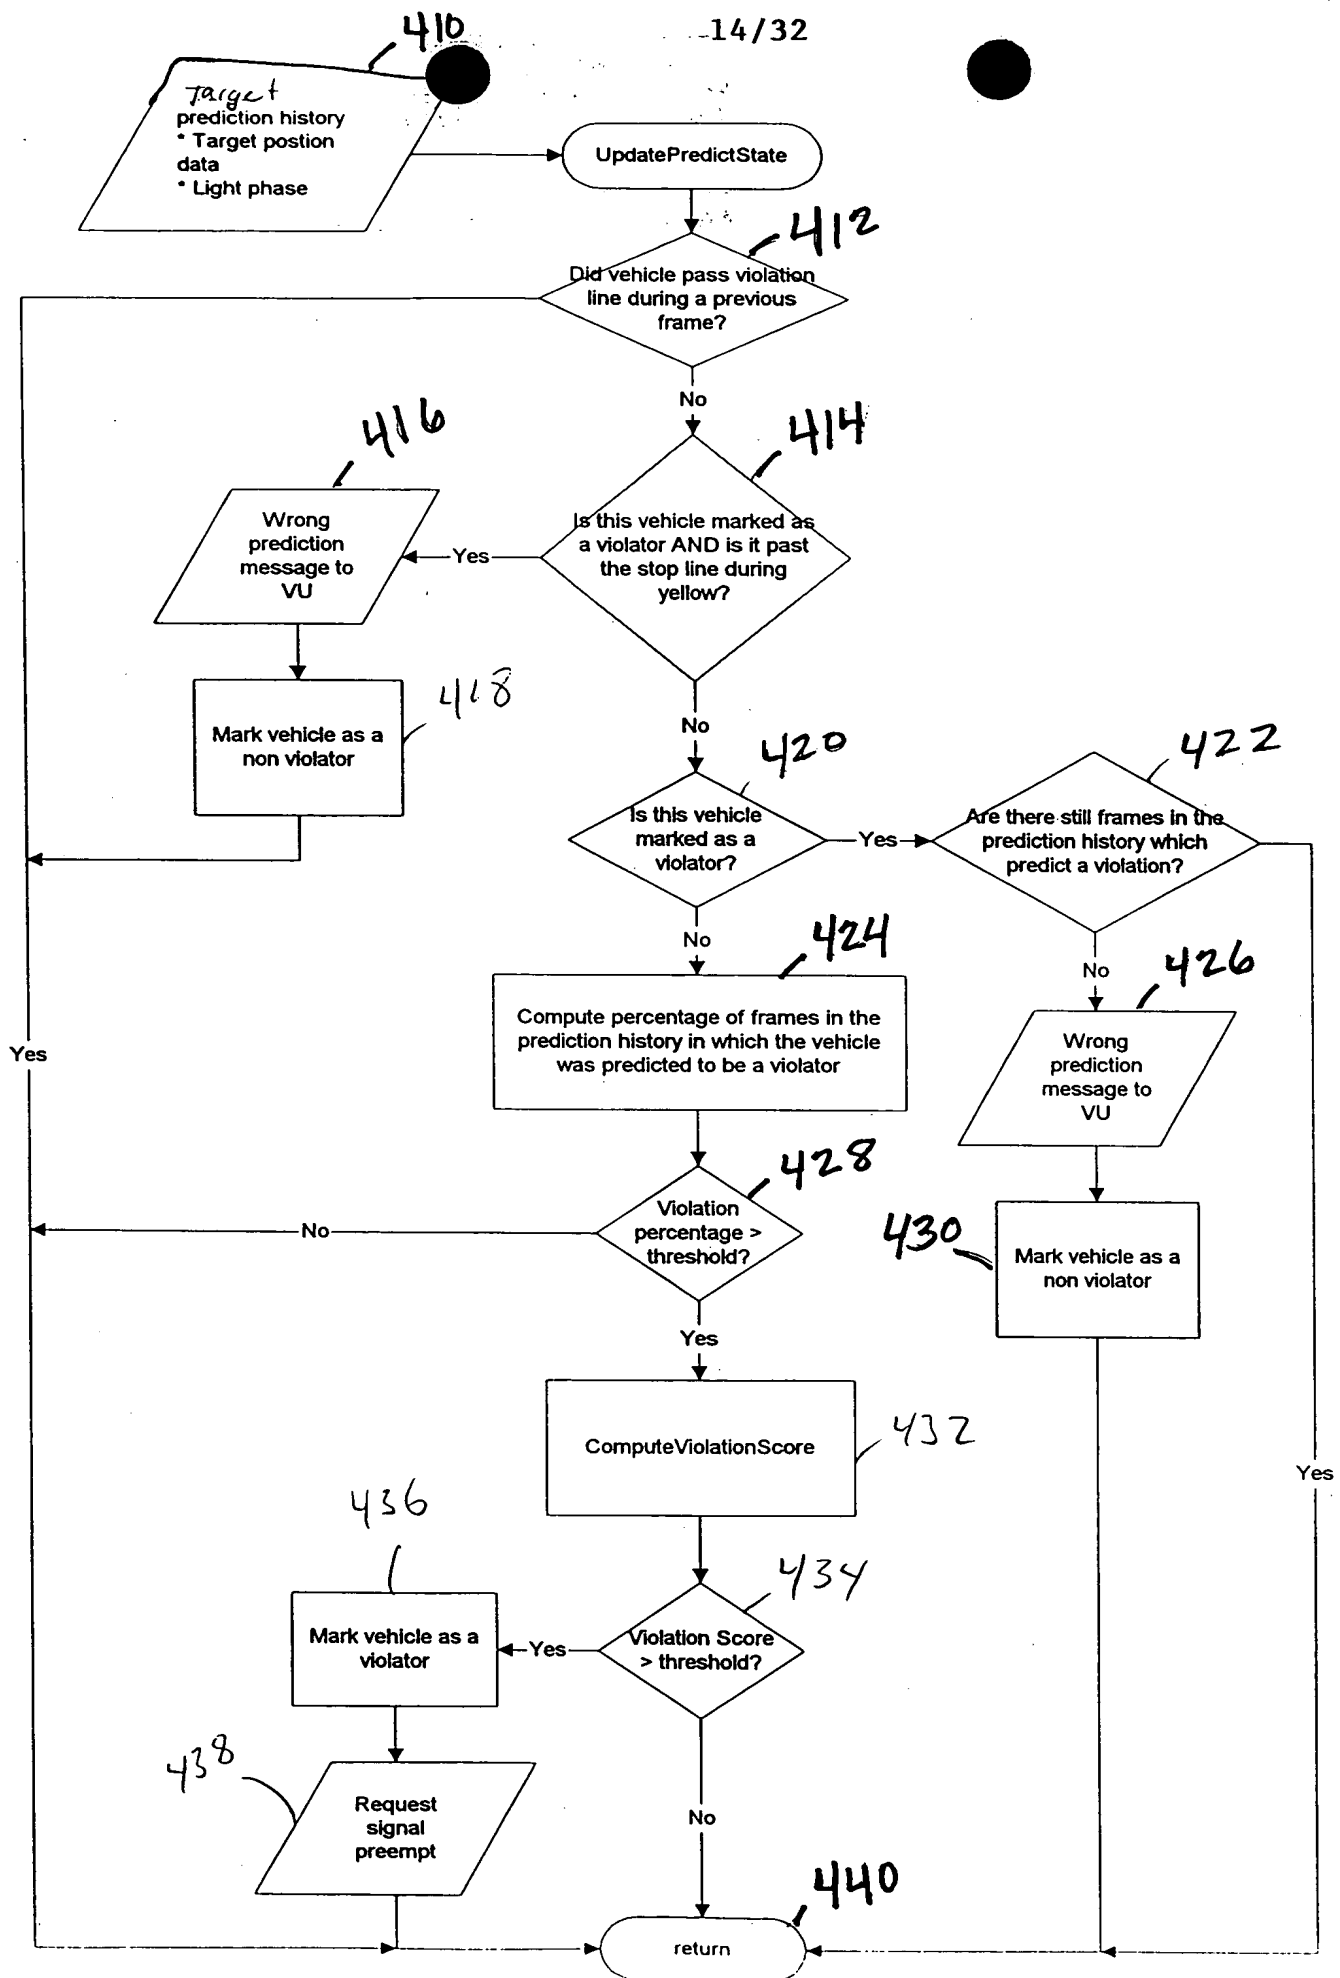 14/32
410
Target
prediction history
* Target postion
data
* Light phase
UpdatePredictState
412
Did vehicle pass violation
line during a previous
frame?
No
416
414
Wrong
prediction
message to
VU
Yes
Is this vehicle marked as
a violator AND is it past
the stop line during
yellow?
418
Mark vehicle as a
non violator
No
420
422
Is this vehicle
marked as a
violator?
Yes
Are there still frames in the
prediction history which
predict a violation?
No
424
No
426
Compute percentage of frames in the
prediction history in which the vehicle
was predicted to be a violator
Wrong
prediction
message to
VU
Yes
428
Violation
percentage >
threshold?
No
430
Mark vehicle as a
non violator
Yes
ComputeViolationScore
432
Yes
436
434
Mark vehicle as a
violator
Yes
Violation Score
> threshold?
438
Request
signal
preempt
No
440
return